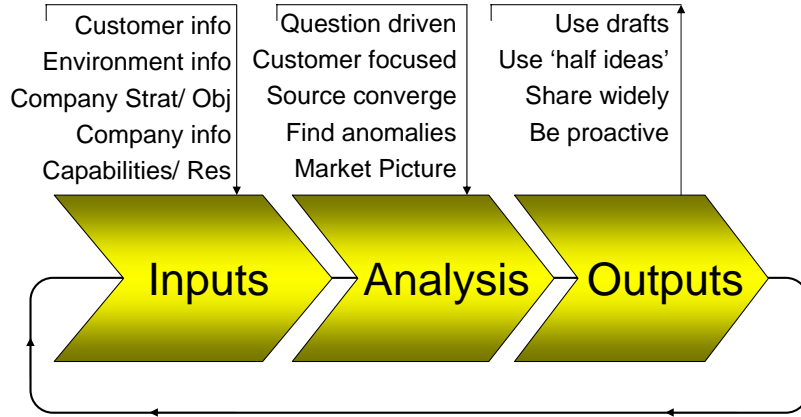 Customer info
Environment info
Company Strat/ Obj
Company info
Capabilities/ Res
Question driven
Customer focused
Source converge
Find anomalies
Market Picture
Use drafts
Use ‘half ideas’
Share widely
Be proactive
Inputs
Analysis
Outputs